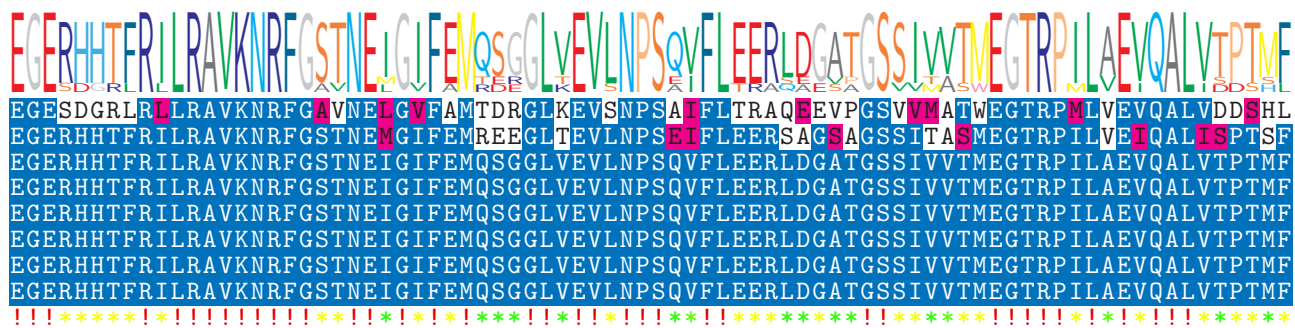 EGERHHTFRILRAVKNRFGSTNEIGIFEMQSGGLVEVLNPSQVFLEERLDGATGSSIVVTMEGTRPILAEVQALVTPTMF
EGESDGRLRLLRAVKNRFGAVNELGVFAMTDRGLKEVSNPSAIFLTRAQEEVPGSVVMATWEGTRPMLVEVQALVDDSHL
EGERHHTFRILRAVKNRFGSTNEMGIFEMREEGLTEVLNPSEIFLEERSAGSAGSSITASMEGTRPILVEIQALISPTSF
EGERHHTFRILRAVKNRFGSTNEIGIFEMQSGGLVEVLNPSQVFLEERLDGATGSSIVVTMEGTRPILAEVQALVTPTMF
EGERHHTFRILRAVKNRFGSTNEIGIFEMQSGGLVEVLNPSQVFLEERLDGATGSSIVVTMEGTRPILAEVQALVTPTMF
EGERHHTFRILRAVKNRFGSTNEIGIFEMQSGGLVEVLNPSQVFLEERLDGATGSSIVVTMEGTRPILAEVQALVTPTMF
EGERHHTFRILRAVKNRFGSTNEIGIFEMQSGGLVEVLNPSQVFLEERLDGATGSSIVVTMEGTRPILAEVQALVTPTMF
EGERHHTFRILRAVKNRFGSTNEIGIFEMQSGGLVEVLNPSQVFLEERLDGATGSSIVVTMEGTRPILAEVQALVTPTMF
EGERHHTFRILRAVKNRFGSTNEIGIFEMQSGGLVEVLNPSQVFLEERLDGATGSSIVVTMEGTRPILAEVQALVTPTMF
!!!*****!*!!!!!!!!!**!!*!*!*!***!!*!!*!!!**!!********!!******!!!!!*!*!*!!!******